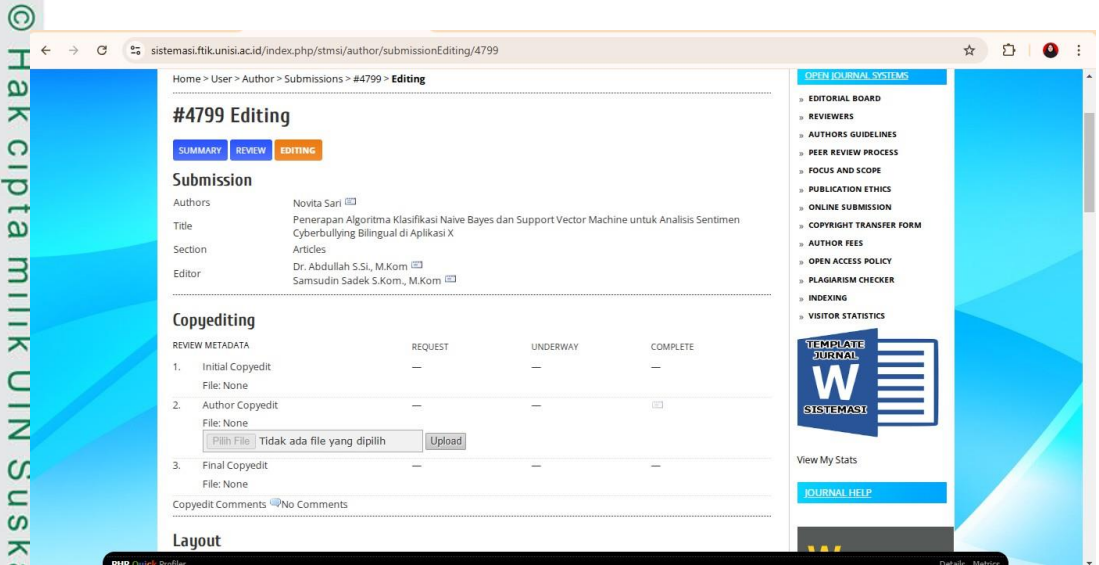 © Hak cipta milik UIN Suska
sistemasi.ftik.unisi.ac.id/index.php/stmsi/author/submissionEditing/4799
Home > User > Author > Submissions > #4799 > Editing
#4799 Editing
SUMMARY REVIEW EDITING
Submission
Authors Novita Sari
Title Penerapan Algoritma Klasifikasi Naive Bayes dan Support Vector Machine untuk Analisis Sentimen
Cyberbullying Bilingual di Aplikasi X
Section Articles
Editor Dr. Abdullah S.Si., M.Kom
Samsudin Sadek S.Kom., M.Kom
Copyediting
REVIEW METADATA REQUEST UNDERWAY COMPLETE
1. Initial Copyedit — — —
File: None
2. Author Copyedit — —
File: None
Pilih File Tidak ada file yang dipilih Upload
3. Final Copyedit — — —
File: None
Copyedit Comments No Comments
Layout
OPEN JOURNAL SYSTEMS
» EDITORIAL BOARD
» REVIEWERS
» AUTHORS GUIDELINES
» PEER REVIEW PROCESS
» FOCUS AND SCOPE
» PUBLICATION ETHICS
» ONLINE SUBMISSION
» COPYRIGHT TRANSFER FORM
» AUTHOR FEES
» OPEN ACCESS POLICY
» PLAGIARISM CHECKER
» INDEXING
» VISITOR STATISTICS
TEMPLATE
JURNAL
W
SISTEMASI
View My Stats
JOURNAL HELP
PHP Quick Profiler
Details Metrics